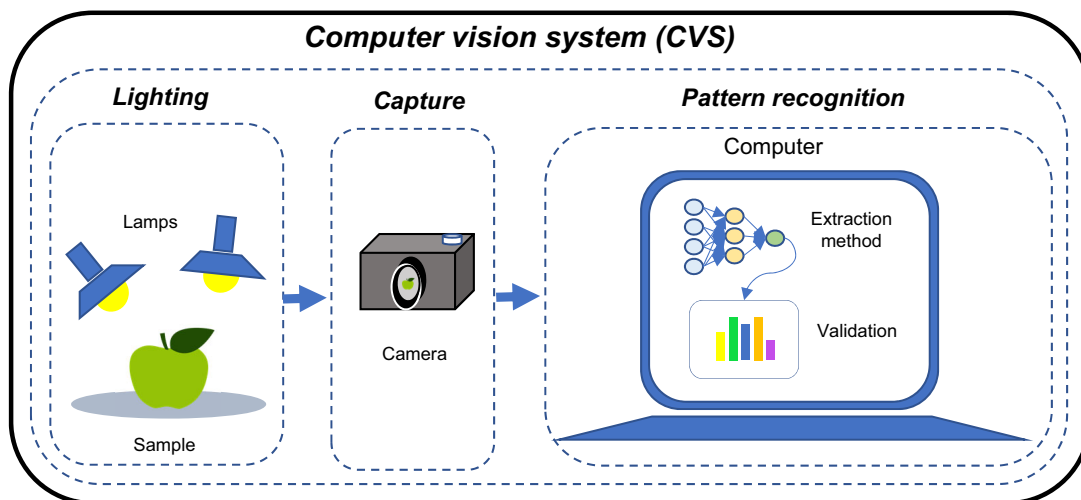 Computer vision system (CVS)
Lighting
Capture
Pattern recognition
Lamps
Sample
Camera
Computer
Extraction
method
Validation